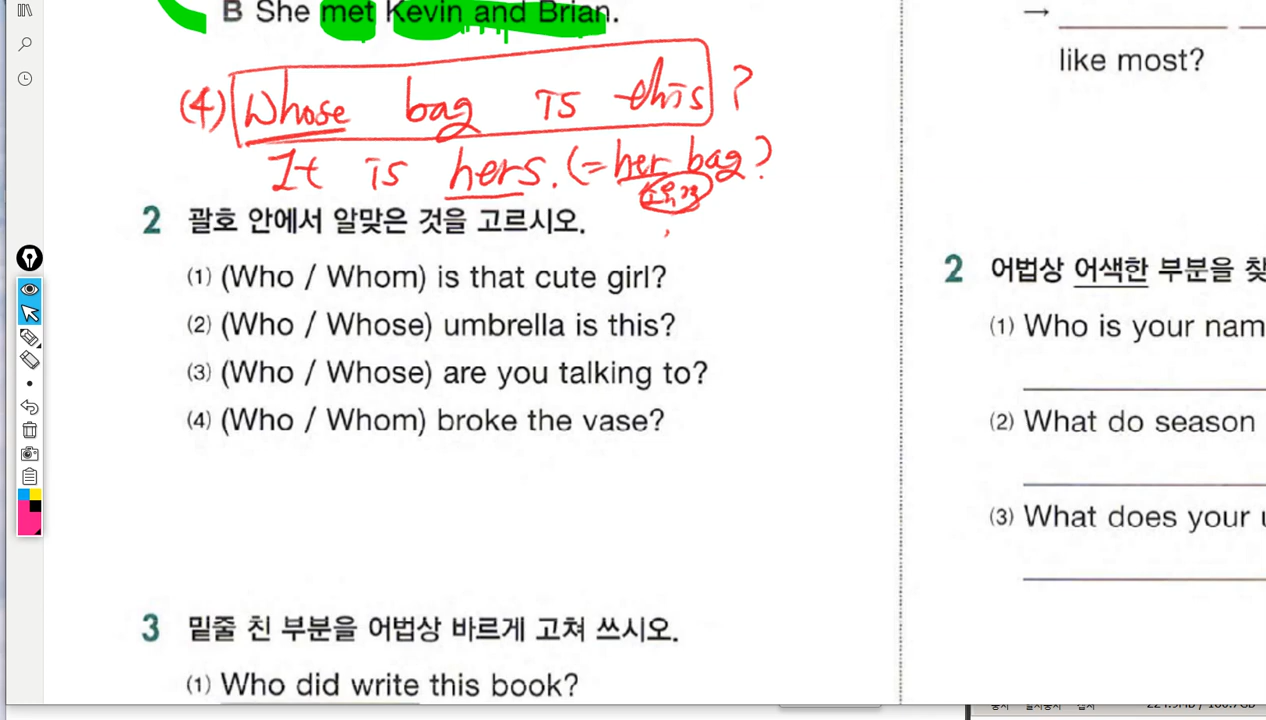 B She met Kevin and Brian.
(4) Whose bag is this ?
It is hers. (= her bag?
소유격
2 괄호 안에서 알맞은 것을 고르시오.
(1) (Who / Whom) is that cute girl?
(2) (Who / Whose) umbrella is this?
(3) (Who / Whose) are you talking to?
(4) (Who / Whom) broke the vase?
3 밑줄 친 부분을 어법상 바르게 고쳐 쓰시오.
(1) Who did write this book?
→
like most?
2 어법상 어색한 부분을 찾
(1) Who is your nam
(2) What do season
(3) What does your